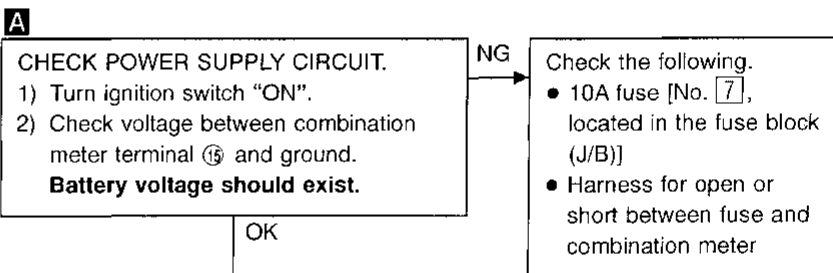 A
CHECK POWER SUPPLY CIRCUIT.
1) Turn ignition switch “ON”.
2) Check voltage between combination
meter terminal ⑮ and ground.
Battery voltage should exist.
NG
OK
Check the following.
● 10A fuse [No. 7,
located in the fuse block
(J/B)]
● Harness for open or
short between fuse and
combination meter